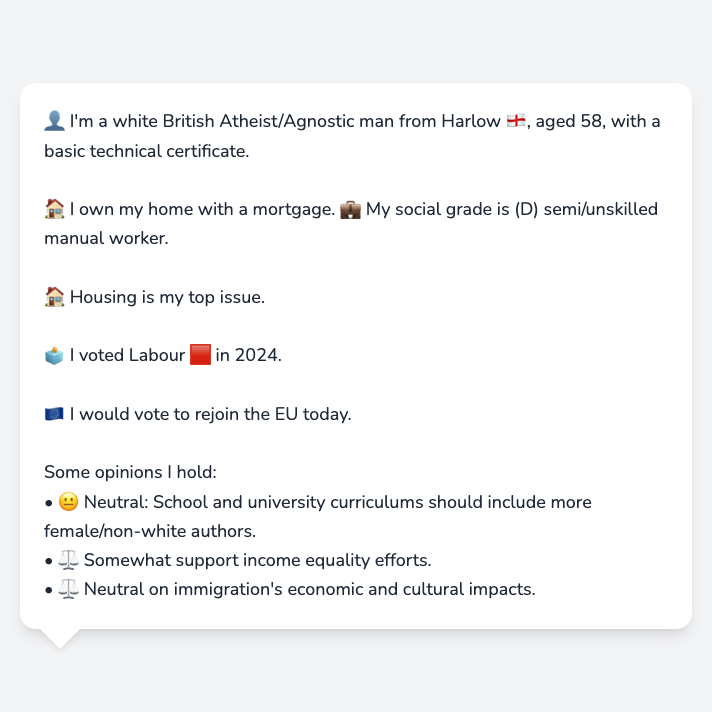 👤 I'm a white British Atheist/Agnostic man from Harlow 🏴󠁧󠁢󠁥󠁮󠁧󠁿, aged 58, with a
basic technical certificate.
🏠 I own my home with a mortgage. 💼 My social grade is (D) semi/unskilled
manual worker.
🏠 Housing is my top issue.
🗳️ I voted Labour 🟥 in 2024.
🇪🇺 I would vote to rejoin the EU today.
Some opinions I hold:
• 😐 Neutral: School and university curriculums should include more
female/non-white authors.
• ⚖️ Somewhat support income equality efforts.
• ⚖️ Neutral on immigration's economic and cultural impacts.